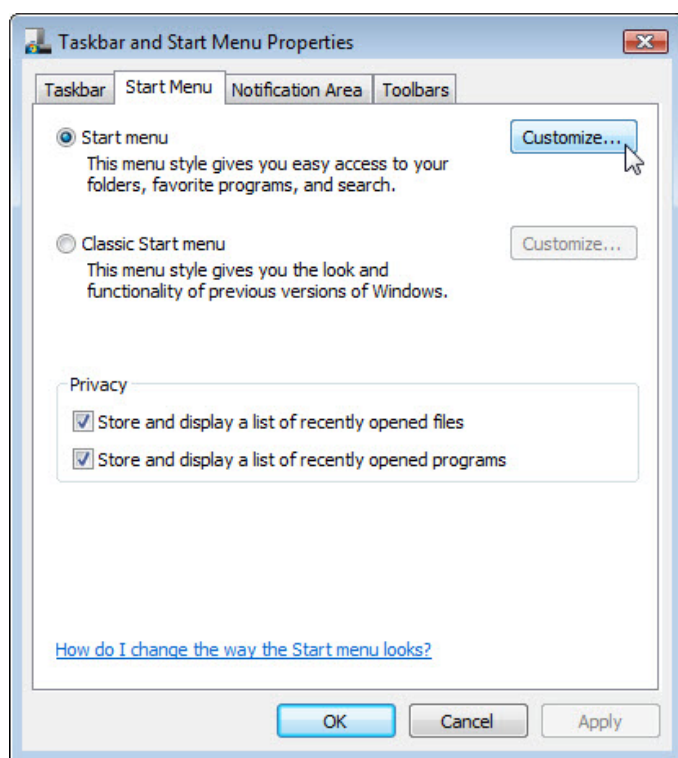 Taskbar and Start Menu Properties
Taskbar Start Menu Notification Area Toolbars
Start menu Customize...
This menu style gives you easy access to your
folders, favorite programs, and search.
Classic Start menu Customize...
This menu style gives you the look and
functionality of previous versions of Windows.
Privacy
Store and display a list of recently opened files
Store and display a list of recently opened programs
How do I change the way the Start menu looks?
OK Cancel Apply